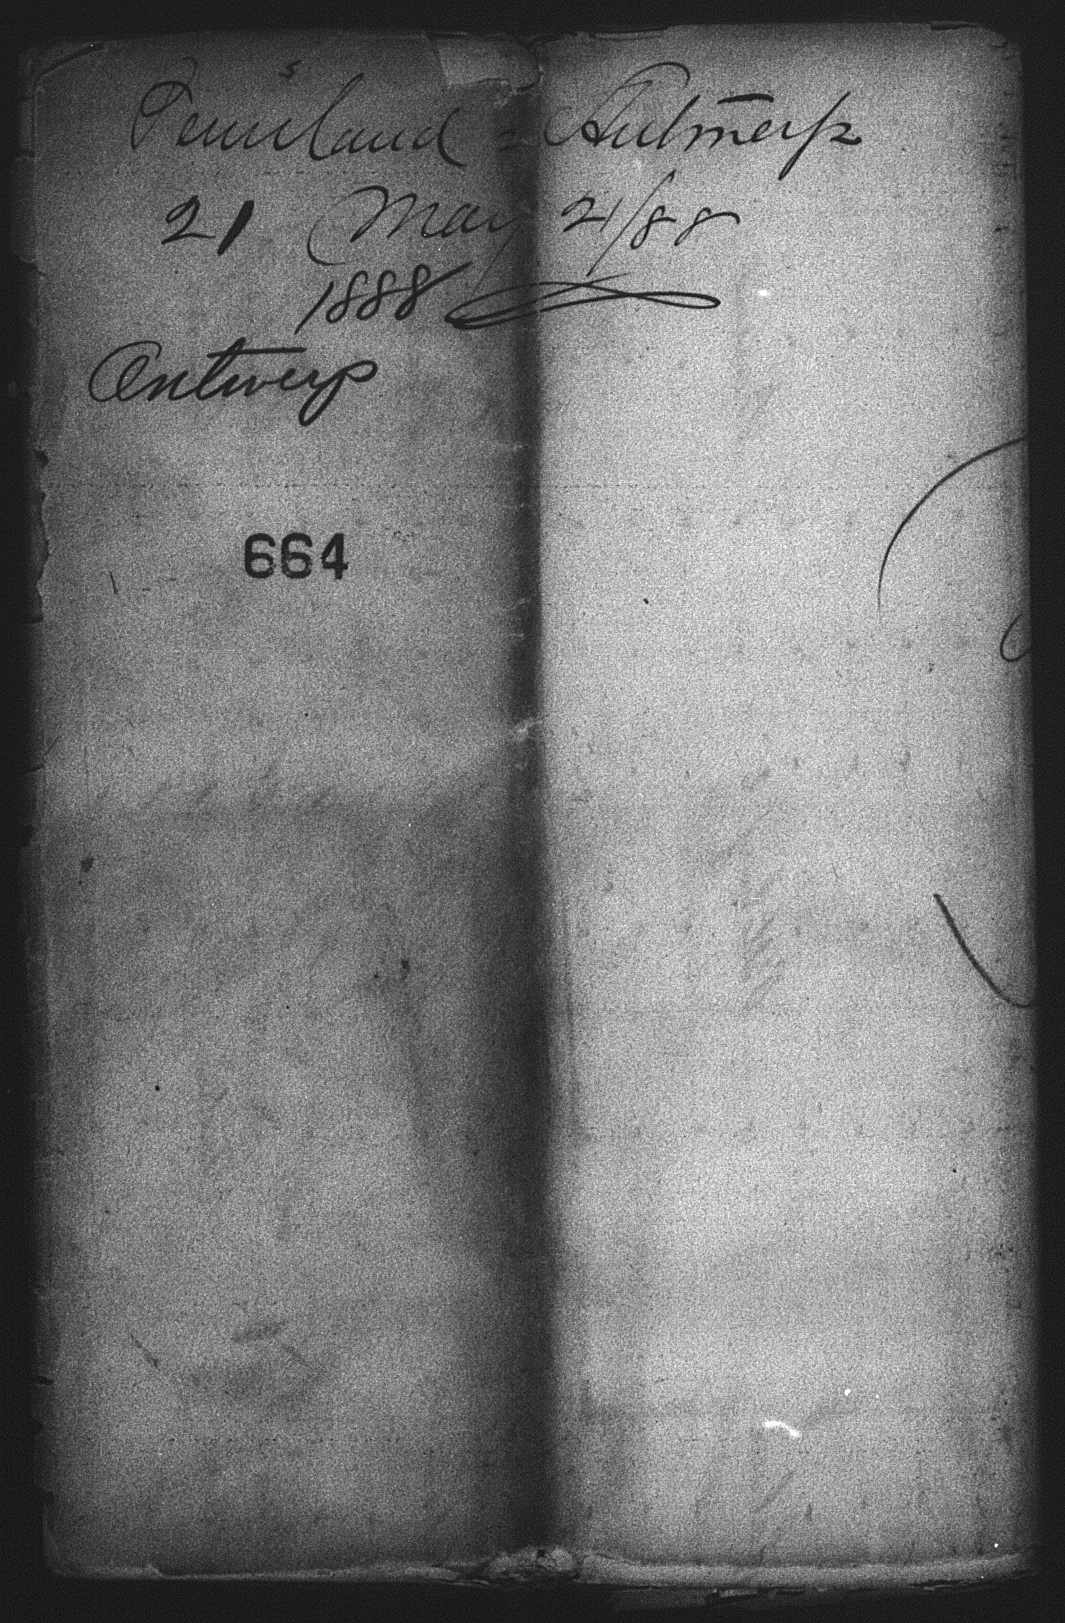 Pennland - Antwerp
21 May 21/88
1888
Antwerp
664